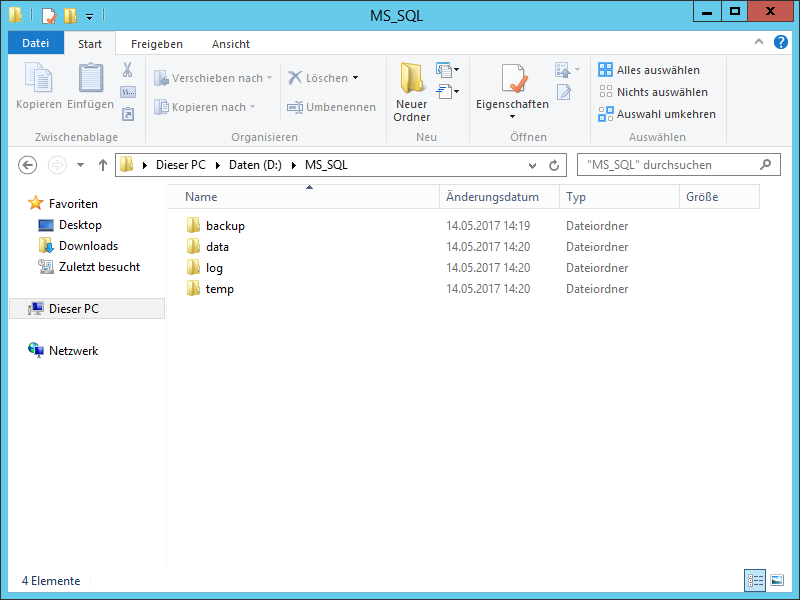 MS_SQL
Datei Start Freigeben Ansicht
Kopieren Einfügen
Verschieben nach
Kopieren nach
Löschen
Umbenennen
Neuer
Ordner
Eigenschaften
Alles auswählen
Nichts auswählen
Auswahl umkehren
Zwischenablage Organisieren Neu Öffnen Auswählen
Dieser PC Daten (D:) MS_SQL
"MS_SQL" durchsuchen
Favoriten
Desktop
Downloads
Zuletzt besucht
Dieser PC
Netzwerk
Name Änderungsdatum Typ Größe
backup 14.05.2017 14:19 Dateiordner
data 14.05.2017 14:20 Dateiordner
log 14.05.2017 14:20 Dateiordner
temp 14.05.2017 14:20 Dateiordner
4 Elemente